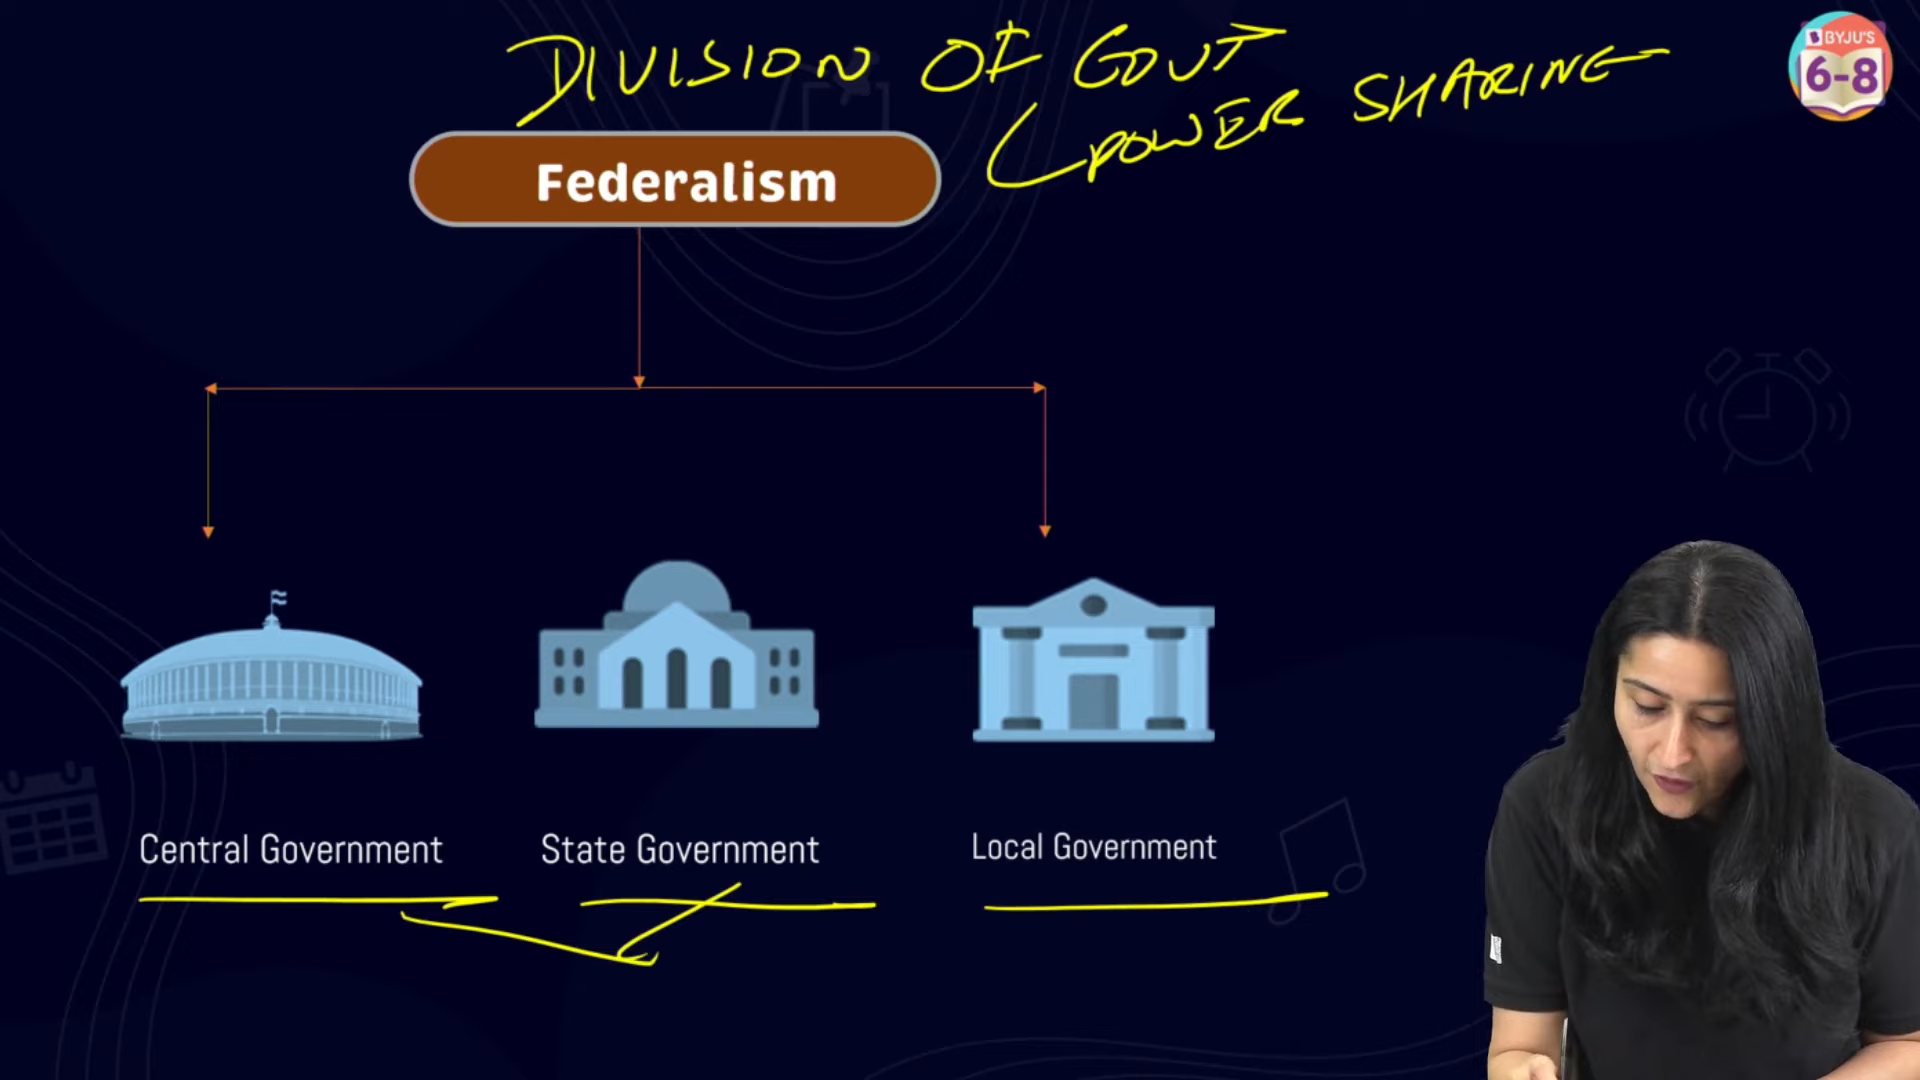 DIVISION OF GOVT
POWER SHARING
BYJU'S
6-8
Federalism
Central Government
State Government
Local Government